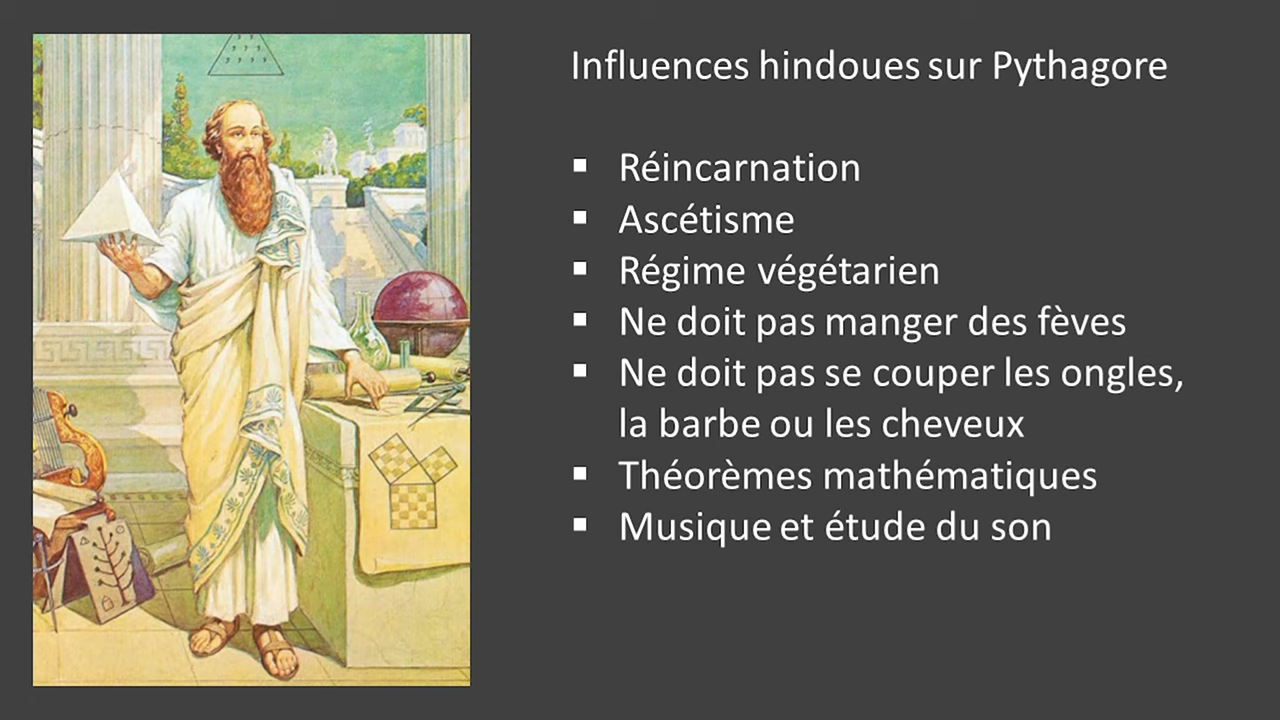 Influences hindoues sur Pythagore
▪ Réincarnation
▪ Ascétisme
▪ Régime végétarien
▪ Ne doit pas manger des fèves
▪ Ne doit pas se couper les ongles,
la barbe ou les cheveux
▪ Théorèmes mathématiques
▪ Musique et étude du son